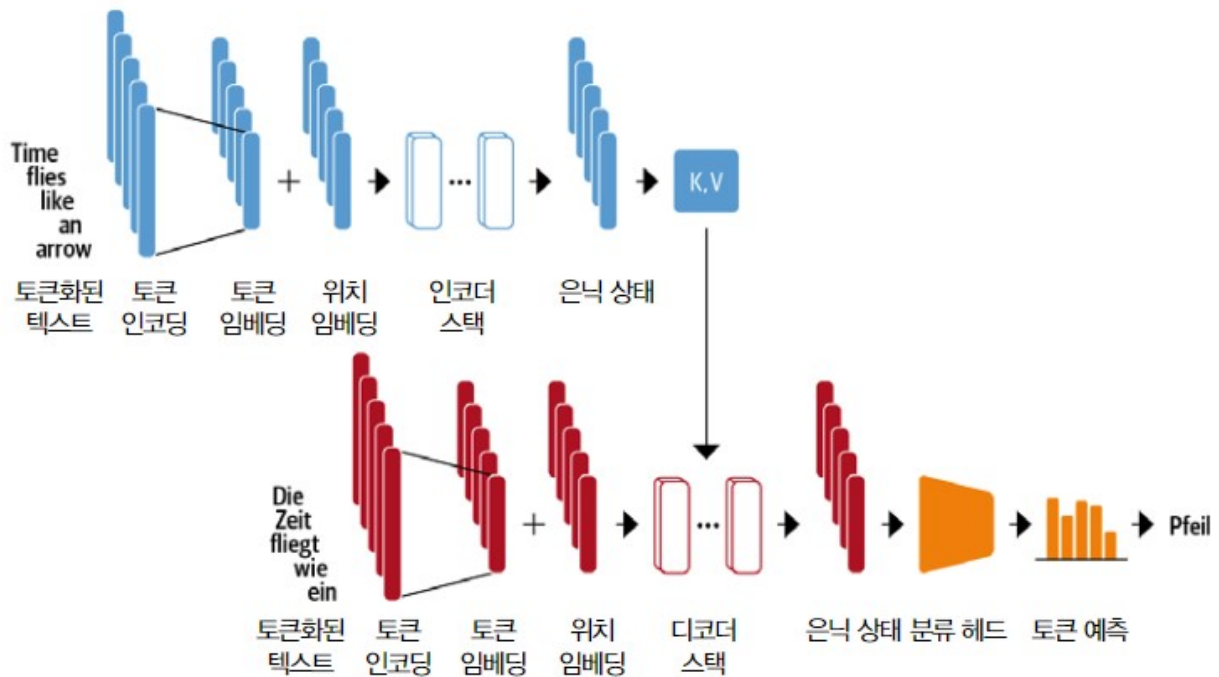 Time
flies
like
an
arrow
+
...
K, V
토큰화된 텍스트
토큰 인코딩
토큰 임베딩
위치 임베딩
인코더 스택
은닉 상태
Die
Zeit
fliegt
wie
ein
+
...
Pfeil
토큰화된 텍스트
토큰 인코딩
토큰 임베딩
위치 임베딩
디코더 스택
은닉 상태
분류 헤드
토큰 예측